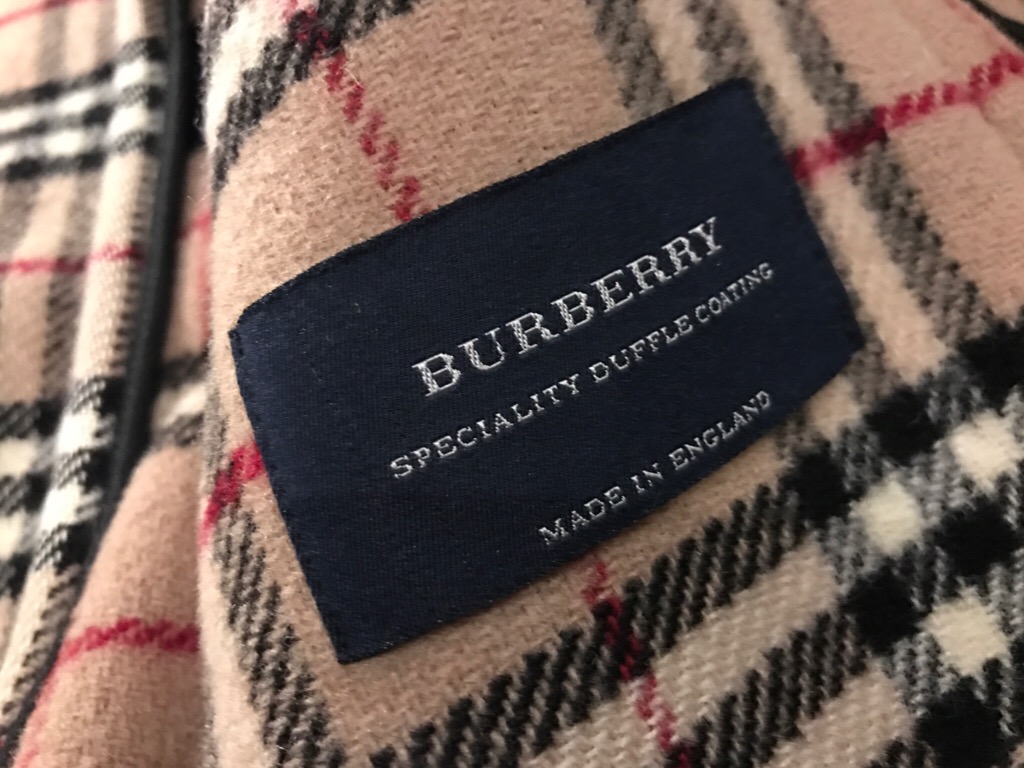 BURBERRY
SPECIALITY DUFFLE COATING
MADE IN ENGLAND